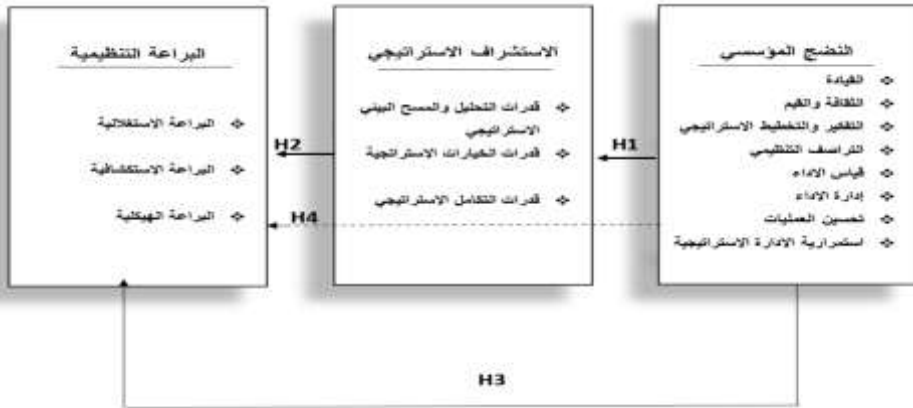 النضج المؤسسي
القيادة
الثقافة والقيم
التفكير والتخطيط الاستراتيجي
التراصف التنظيمي
قياس الاداء
إدارة الاداء
تحسين العمليات
استمرارية الادارة الاستراتيجية
H1
الاستشراف الاستراتيجي
قدرات التحليل والمسح البيئي
الاستراتيجي
قدرات الخيارات الاستراتجية
قدرات التكامل الاستراتيجي
H2
H4
البراعة التنظيمية
البراعة الاستغلالية
البراعة الاستكشافية
البراعة الهيكلية
H3